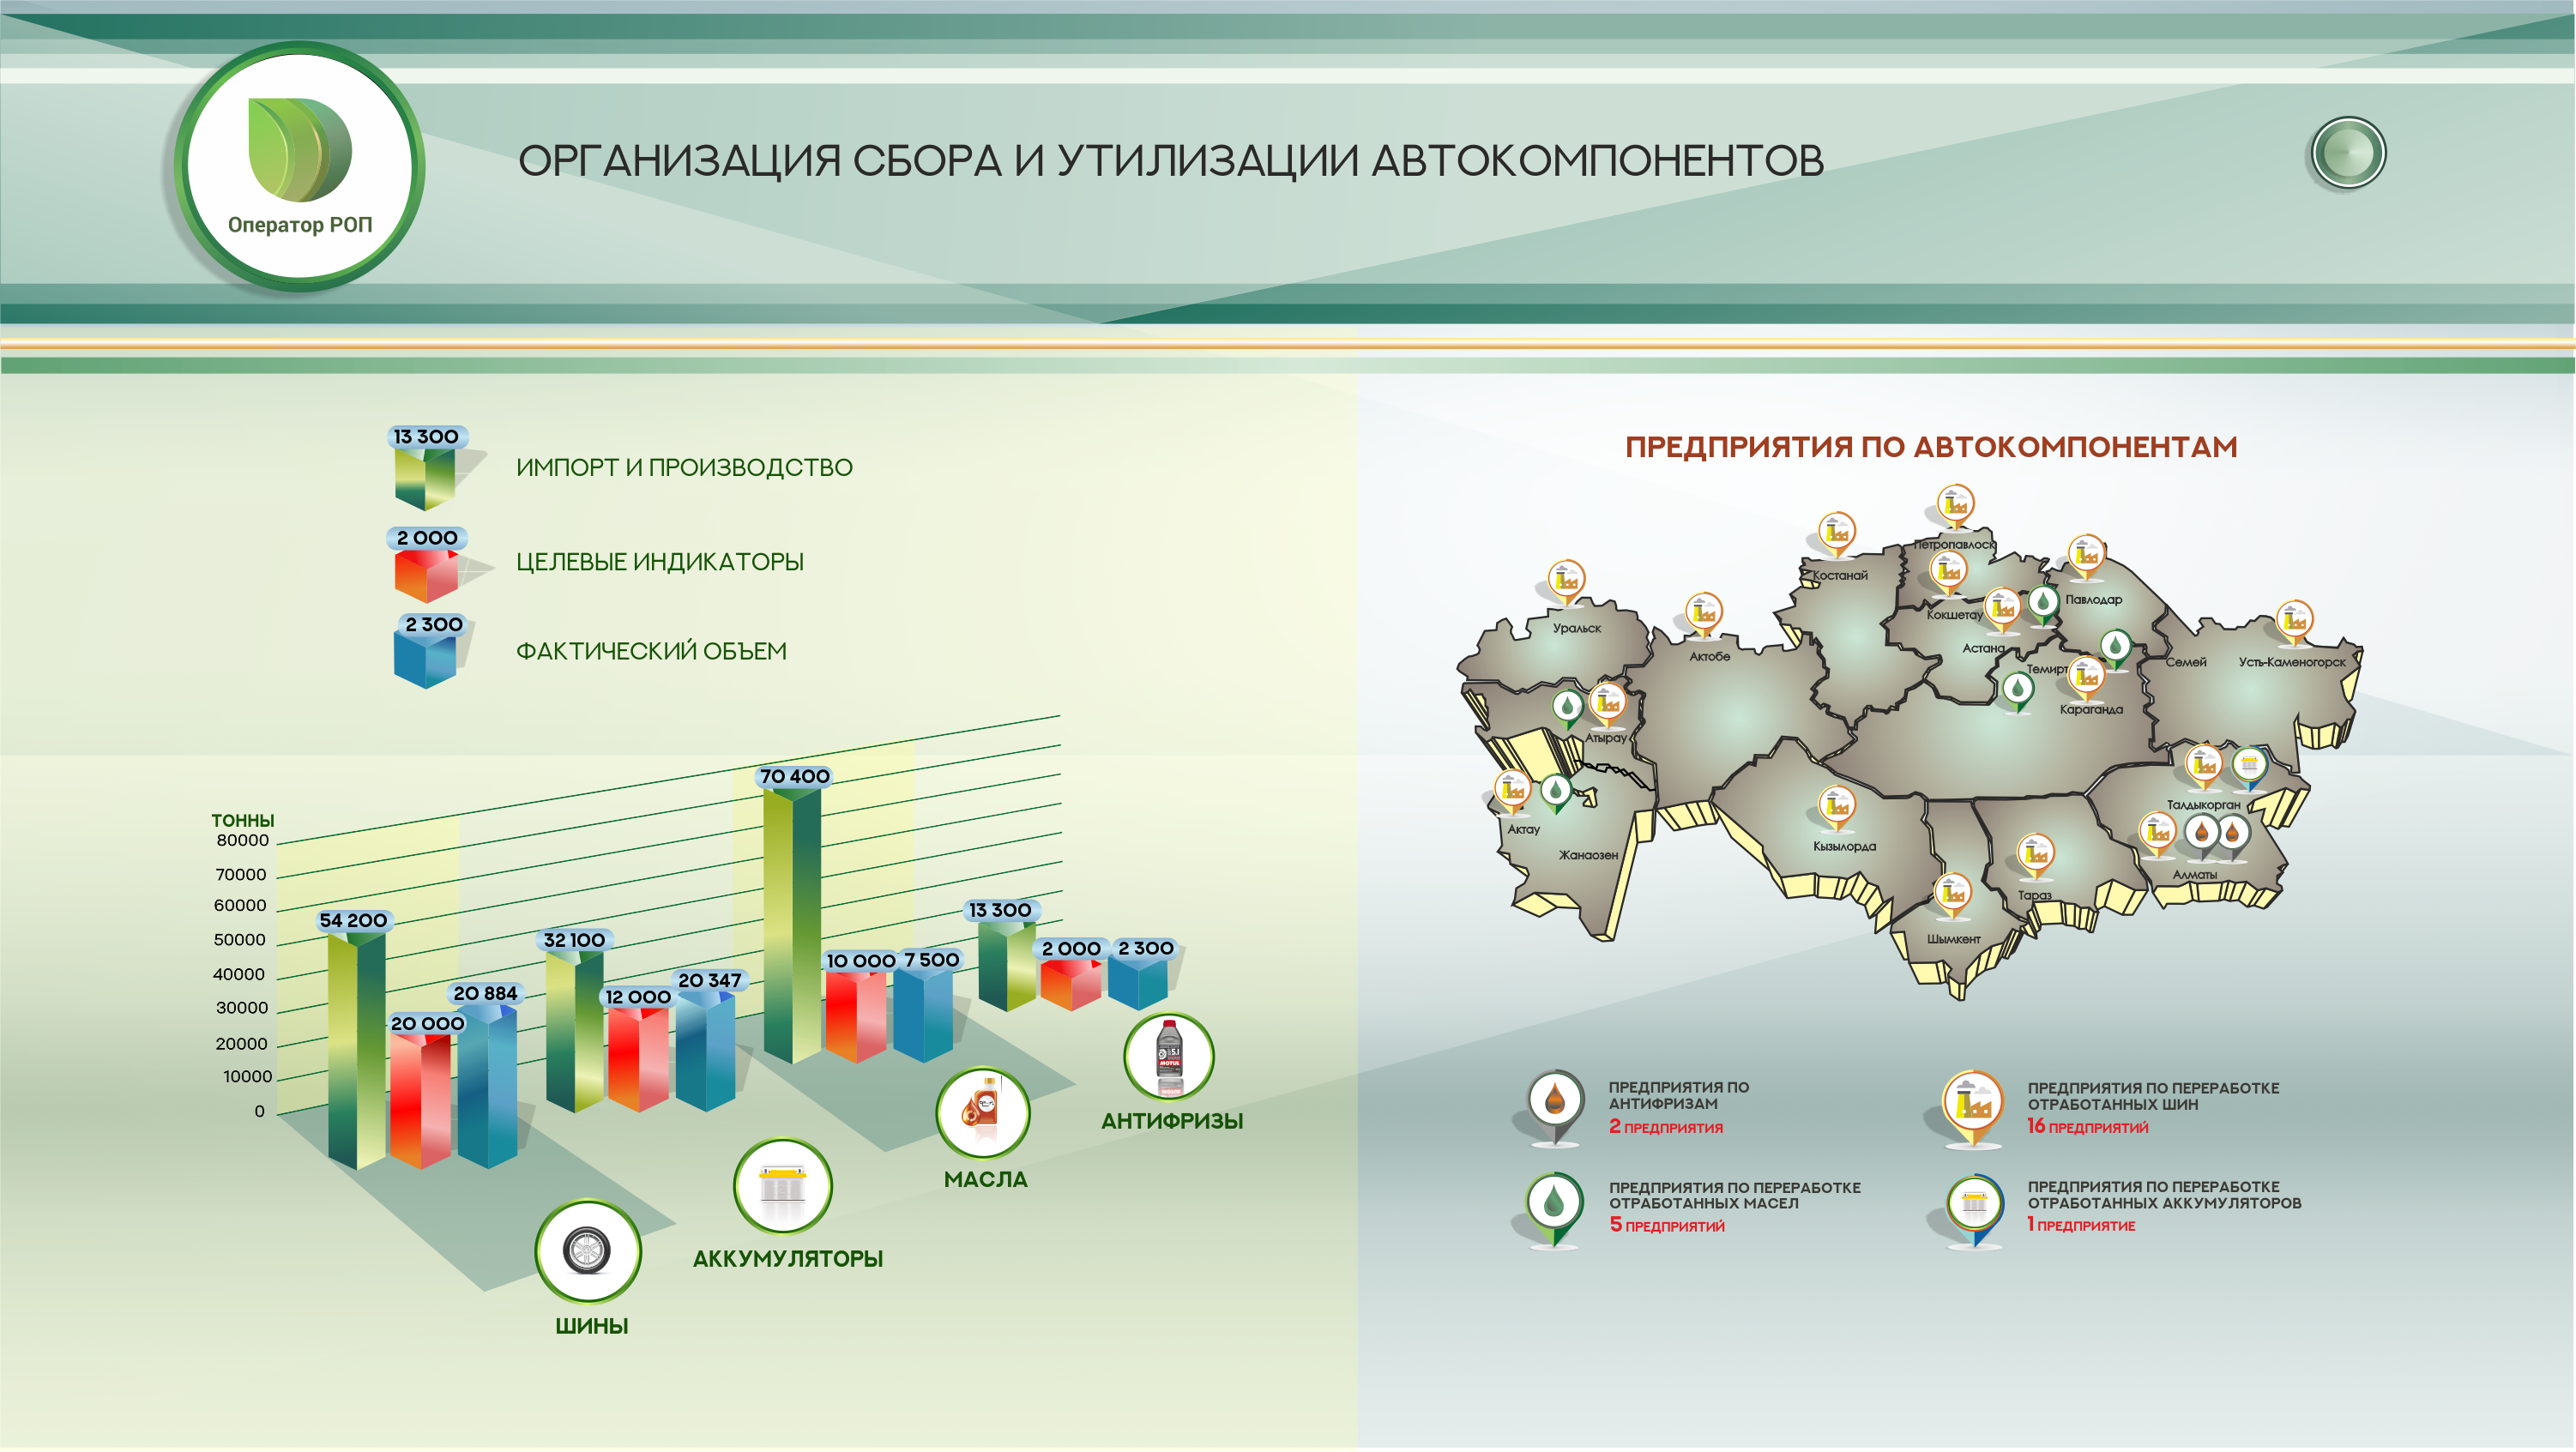 Оператор РОП
ОРГАНИЗАЦИЯ СБОРА И УТИЛИЗАЦИИ АВТОКОМПОНЕНТОВ
13 300
ИМПОРТ И ПРОИЗВОДСТВО
2 000
ЦЕЛЕВЫЕ ИНДИКАТОРЫ
2 300
ФАКТИЧЕСКИЙ ОБЪЕМ
ТОННЫ
80000
70000
60000
50000
40000
30000
20000
10000
0
54 200
20 000
20 884
32 100
12 000
20 347
70 400
10 000
7 500
13 300
2 000
2 300
ШИНЫ
АККУМУЛЯТОРЫ
МАСЛА
5.1
MOTUL
АНТИФРИЗЫ
ПРЕДПРИЯТИЯ ПО АВТОКОМПОНЕНТАМ
Петропавлоск
Костанай
Кокшетау
Павлодар
Уральск
Актобе
Астана
Темирт
Семей
Усть-Каменогорск
Караганда
Атырау
Актау
Жанаозен
Кызылорда
Талдыкорган
Алматы
Тараз
Шымкент
ПРЕДПРИЯТИЯ ПО
АНТИФРИЗАМ
2 ПРЕДПРИЯТИЯ
ПРЕДПРИЯТИЯ ПО ПЕРЕРАБОТКЕ
ОТРАБОТАННЫХ ШИН
16 ПРЕДПРИЯТИЙ
ПРЕДПРИЯТИЯ ПО ПЕРЕРАБОТКЕ
ОТРАБОТАННЫХ МАСЕЛ
5 ПРЕДПРИЯТИЙ
ПРЕДПРИЯТИЯ ПО ПЕРЕРАБОТКЕ
ОТРАБОТАННЫХ АККУМУЛЯТОРОВ
1 ПРЕДПРИЯТИЕ